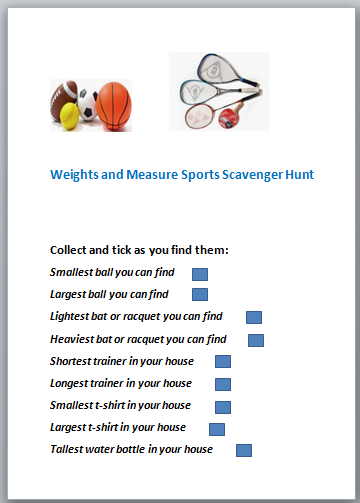 Weights and Measure Sports Scavenger Hunt
Collect and tick as you find them:
Smallest ball you can find
Largest ball you can find
Lightest bat or racquet you can find
Heaviest bat or racquet you can find
Shortest trainer in your house
Longest trainer in your house
Smallest t-shirt in your house
Largest t-shirt in your house
Tallest water bottle in your house